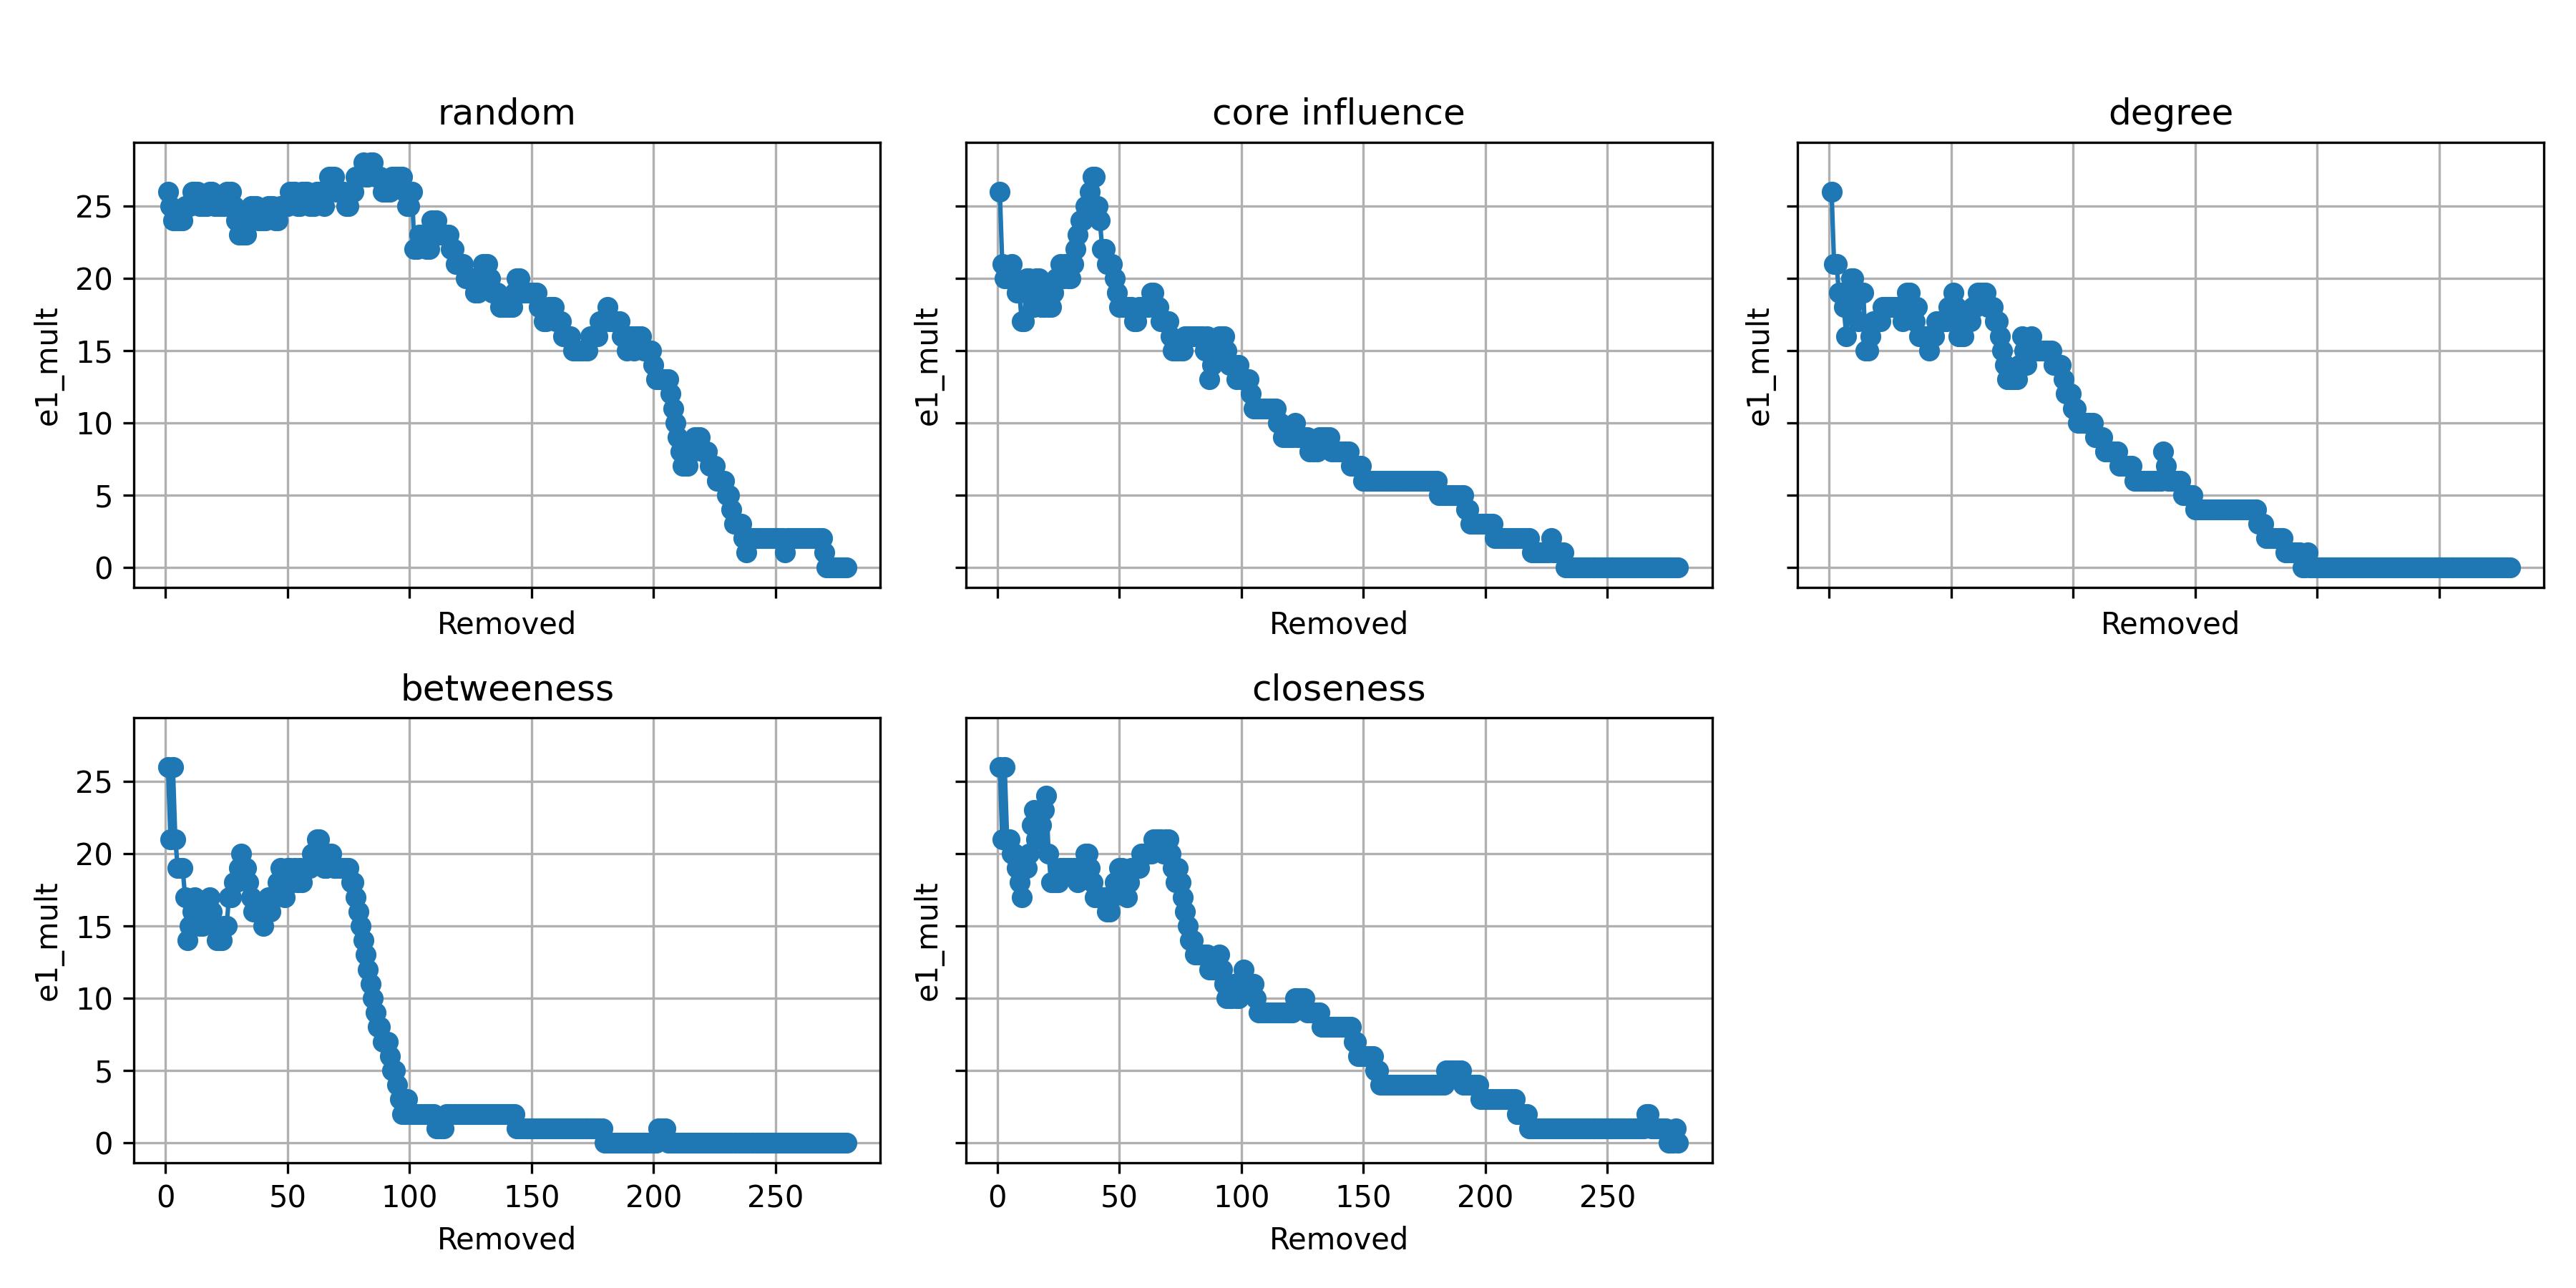 random
core influence
degree
25
20
15
10
5
0
e1_mult
e1_mult
e1_mult
Removed
Removed
Removed
betweeness
closeness
25
20
15
10
5
0
e1_mult
e1_mult
0 50 100 150 200 250
0 50 100 150 200 250
Removed
Removed